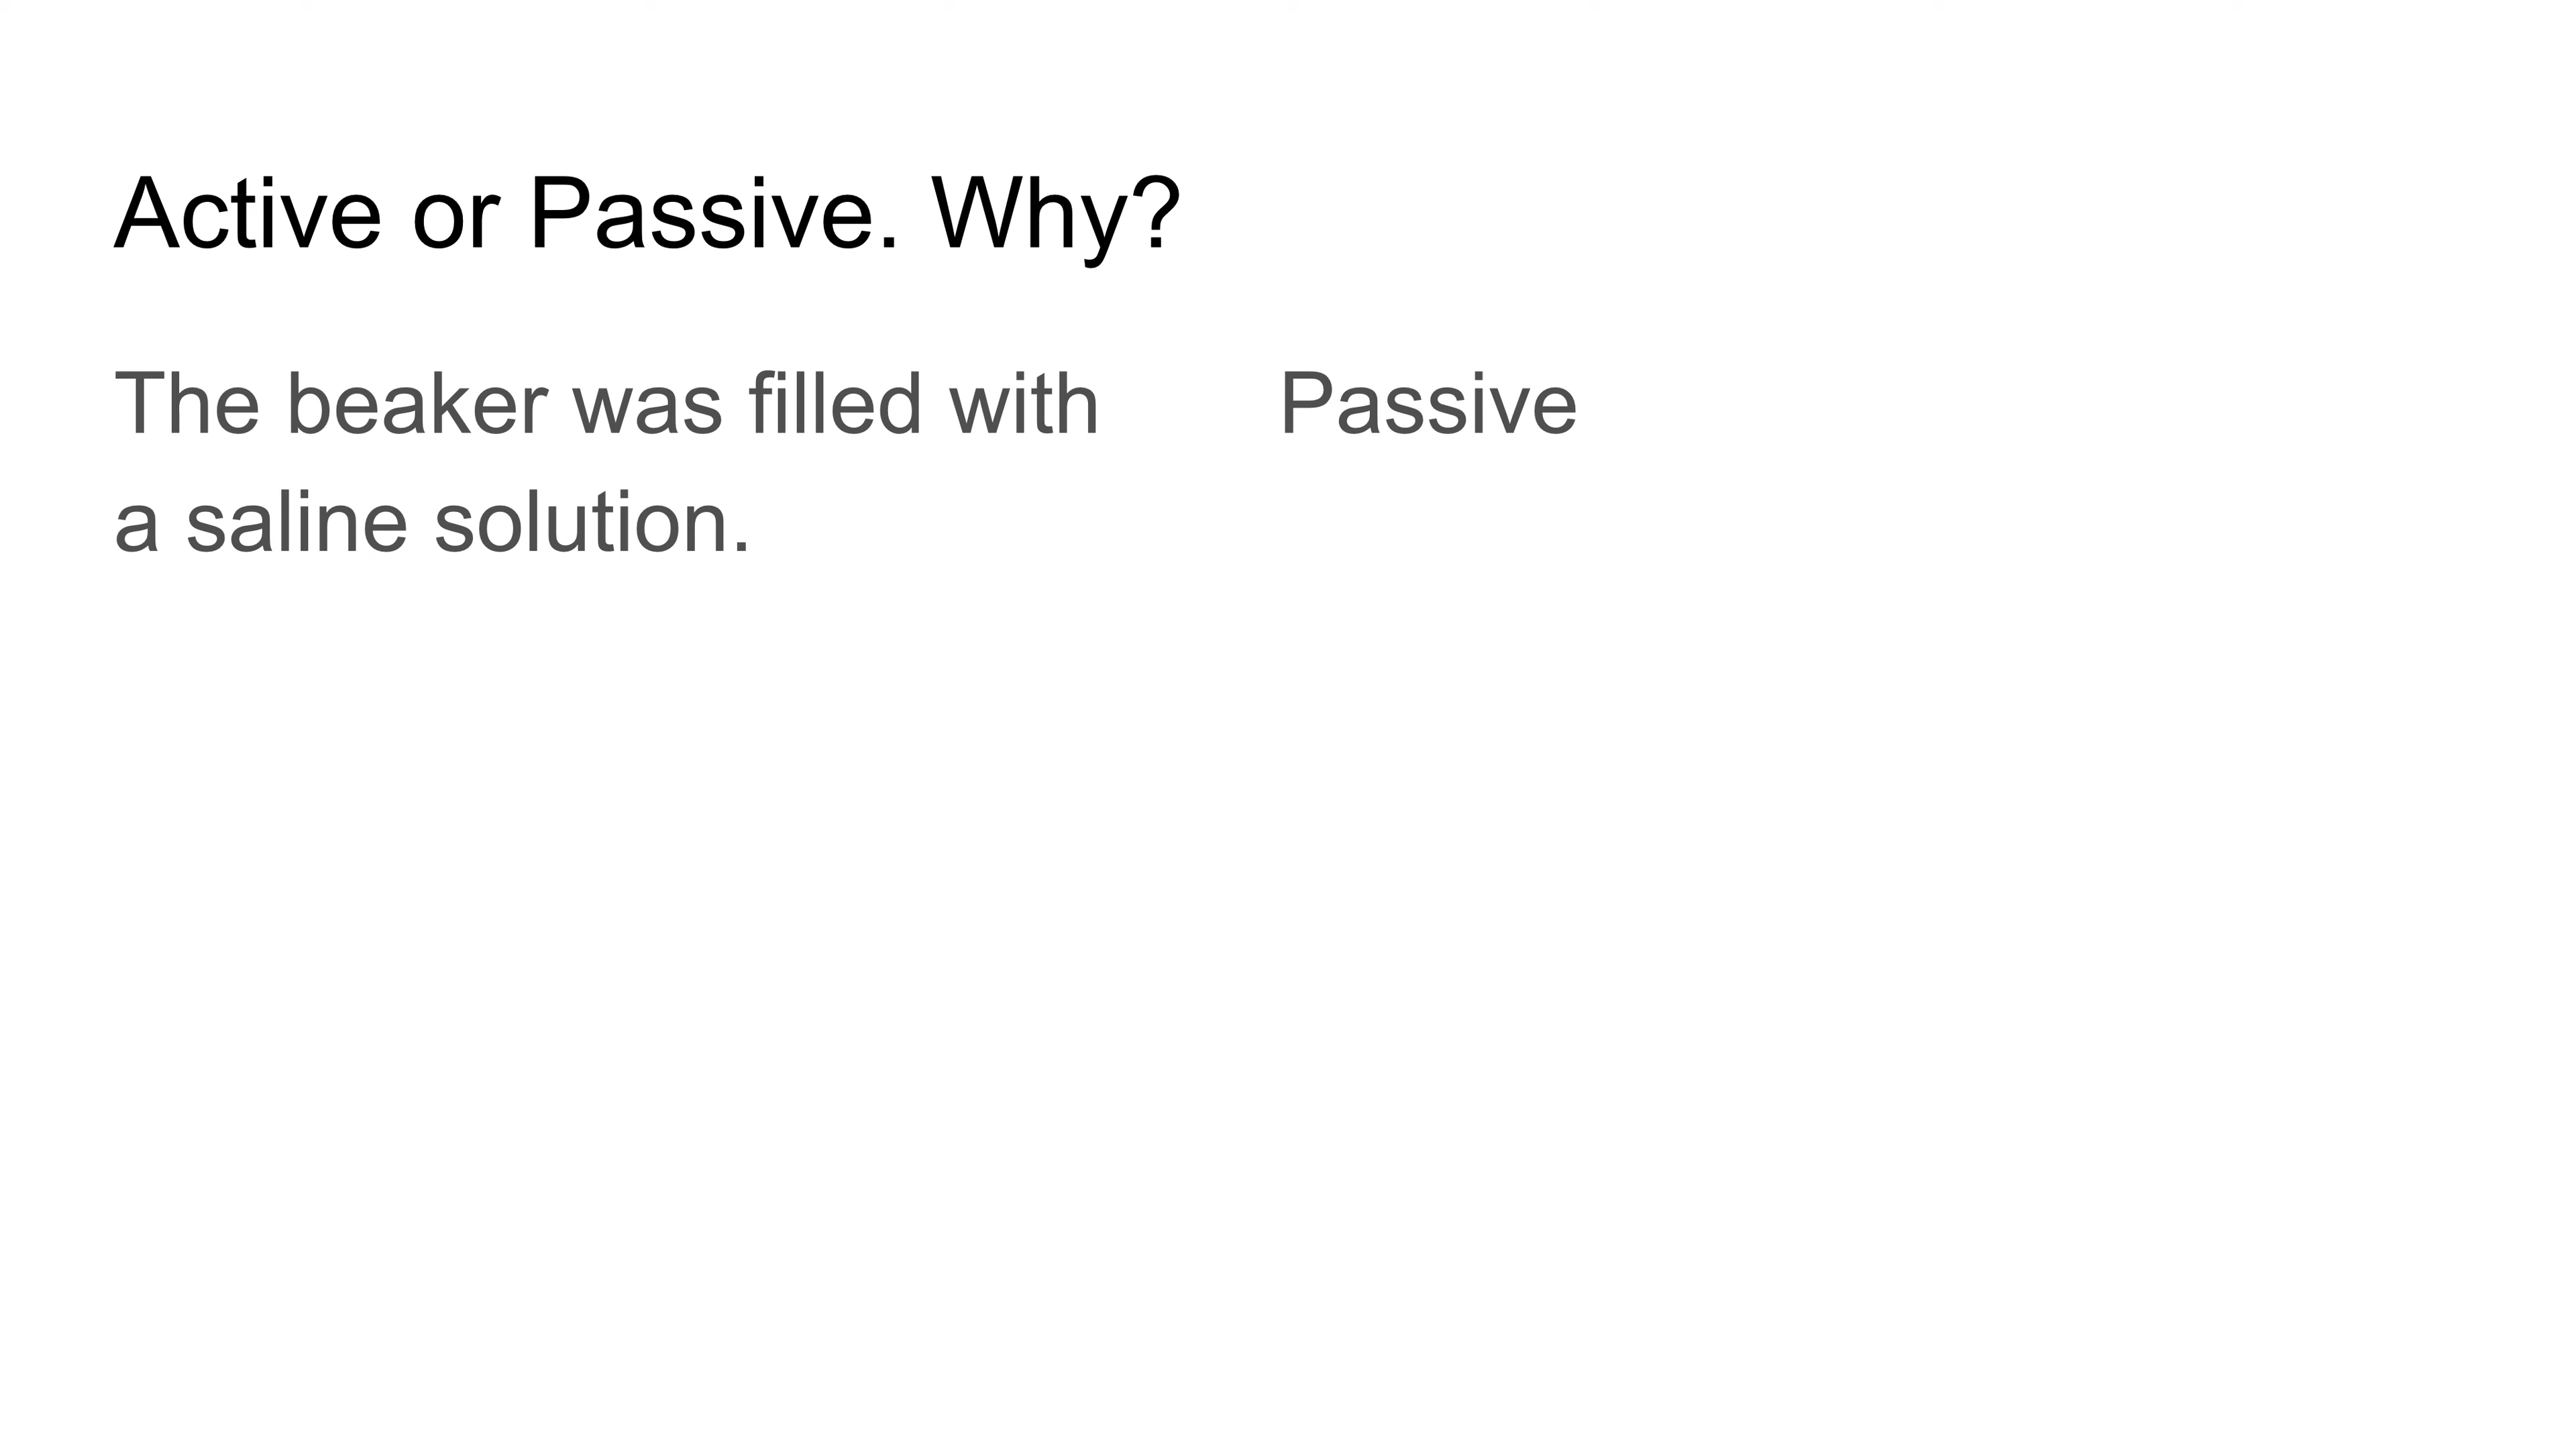 Active or Passive. Why?
The beaker was filled with
a saline solution.
Passive